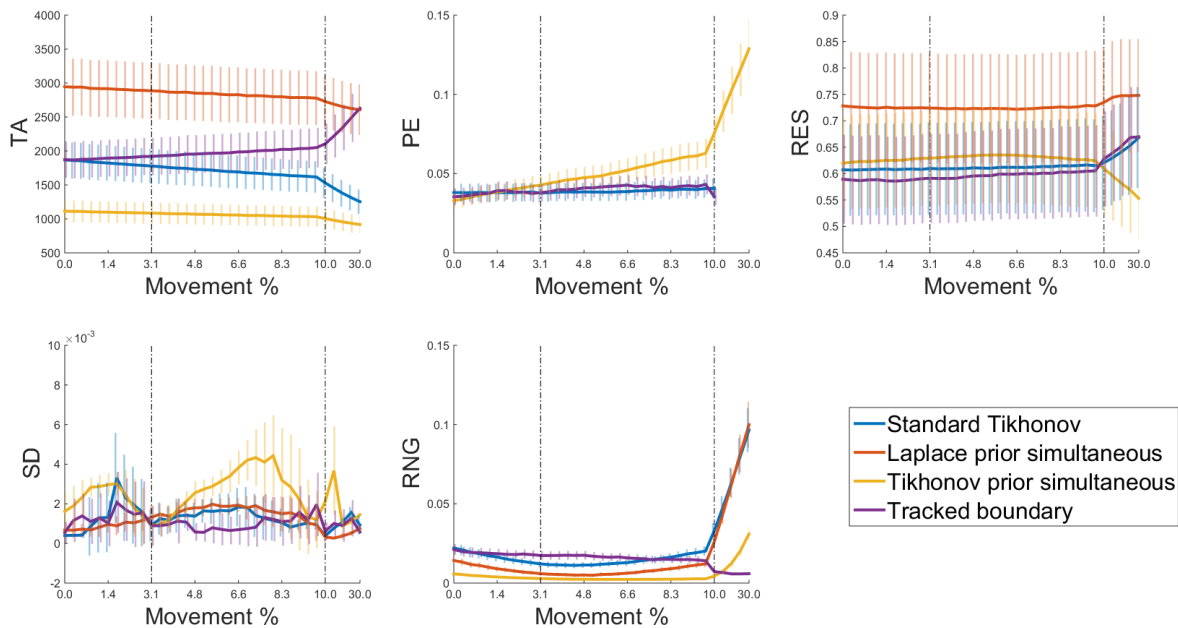 4000
3500
3000
2500
2000
1500
1000
500
TA
0.0 1.4 3.1 4.8 6.6 8.3 10.0 30.0
Movement %
0.15
0.1
0.05
0
PE
0.0 1.4 3.1 4.8 6.6 8.3 10.0 30.0
Movement %
0.9
0.85
0.8
0.75
0.7
0.65
0.6
0.55
0.5
0.45
RES
0.0 1.4 3.1 4.8 6.6 8.3 10.0 30.0
Movement %
×10⁻³
10
8
6
4
2
0
-2
SD
0.0 1.4 3.1 4.8 6.6 8.3 10.0 30.0
Movement %
0.15
0.1
0.05
0
RNG
0.0 1.4 3.1 4.8 6.6 8.3 10.0 30.0
Movement %
Standard Tikhonov
Laplace prior simultaneous
Tikhonov prior simultaneous
Tracked boundary